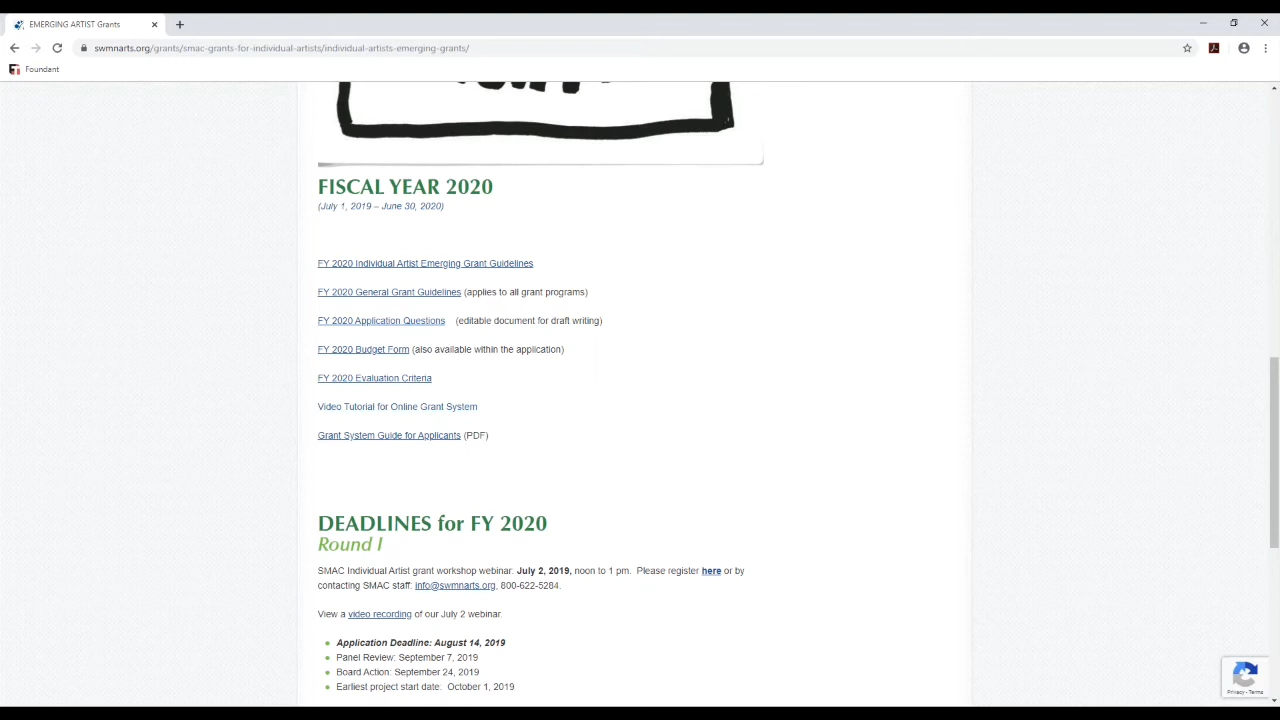 EMERGING ARTIST Grants
swmnarts.org/grants/smac-grants-for-individual-artists/individual-artists-emerging-grants/
Foundant
FISCAL YEAR 2020
(July 1, 2019 – June 30, 2020)
FY 2020 Individual Artist Emerging Grant Guidelines
FY 2020 General Grant Guidelines (applies to all grant programs)
FY 2020 Application Questions (editable document for draft writing)
FY 2020 Budget Form (also available within the application)
FY 2020 Evaluation Criteria
Video Tutorial for Online Grant System
Grant System Guide for Applicants (PDF)
DEADLINES for FY 2020
Round I
SMAC Individual Artist grant workshop webinar: July 2, 2019, noon to 1 pm. Please register here or by
contacting SMAC staff: info@swmnarts.org, 800-622-5284.
View a video recording of our July 2 webinar.
Application Deadline: August 14, 2019
Panel Review: September 7, 2019
Board Action: September 24, 2019
Earliest project start date: October 1, 2019
Privacy - Terms